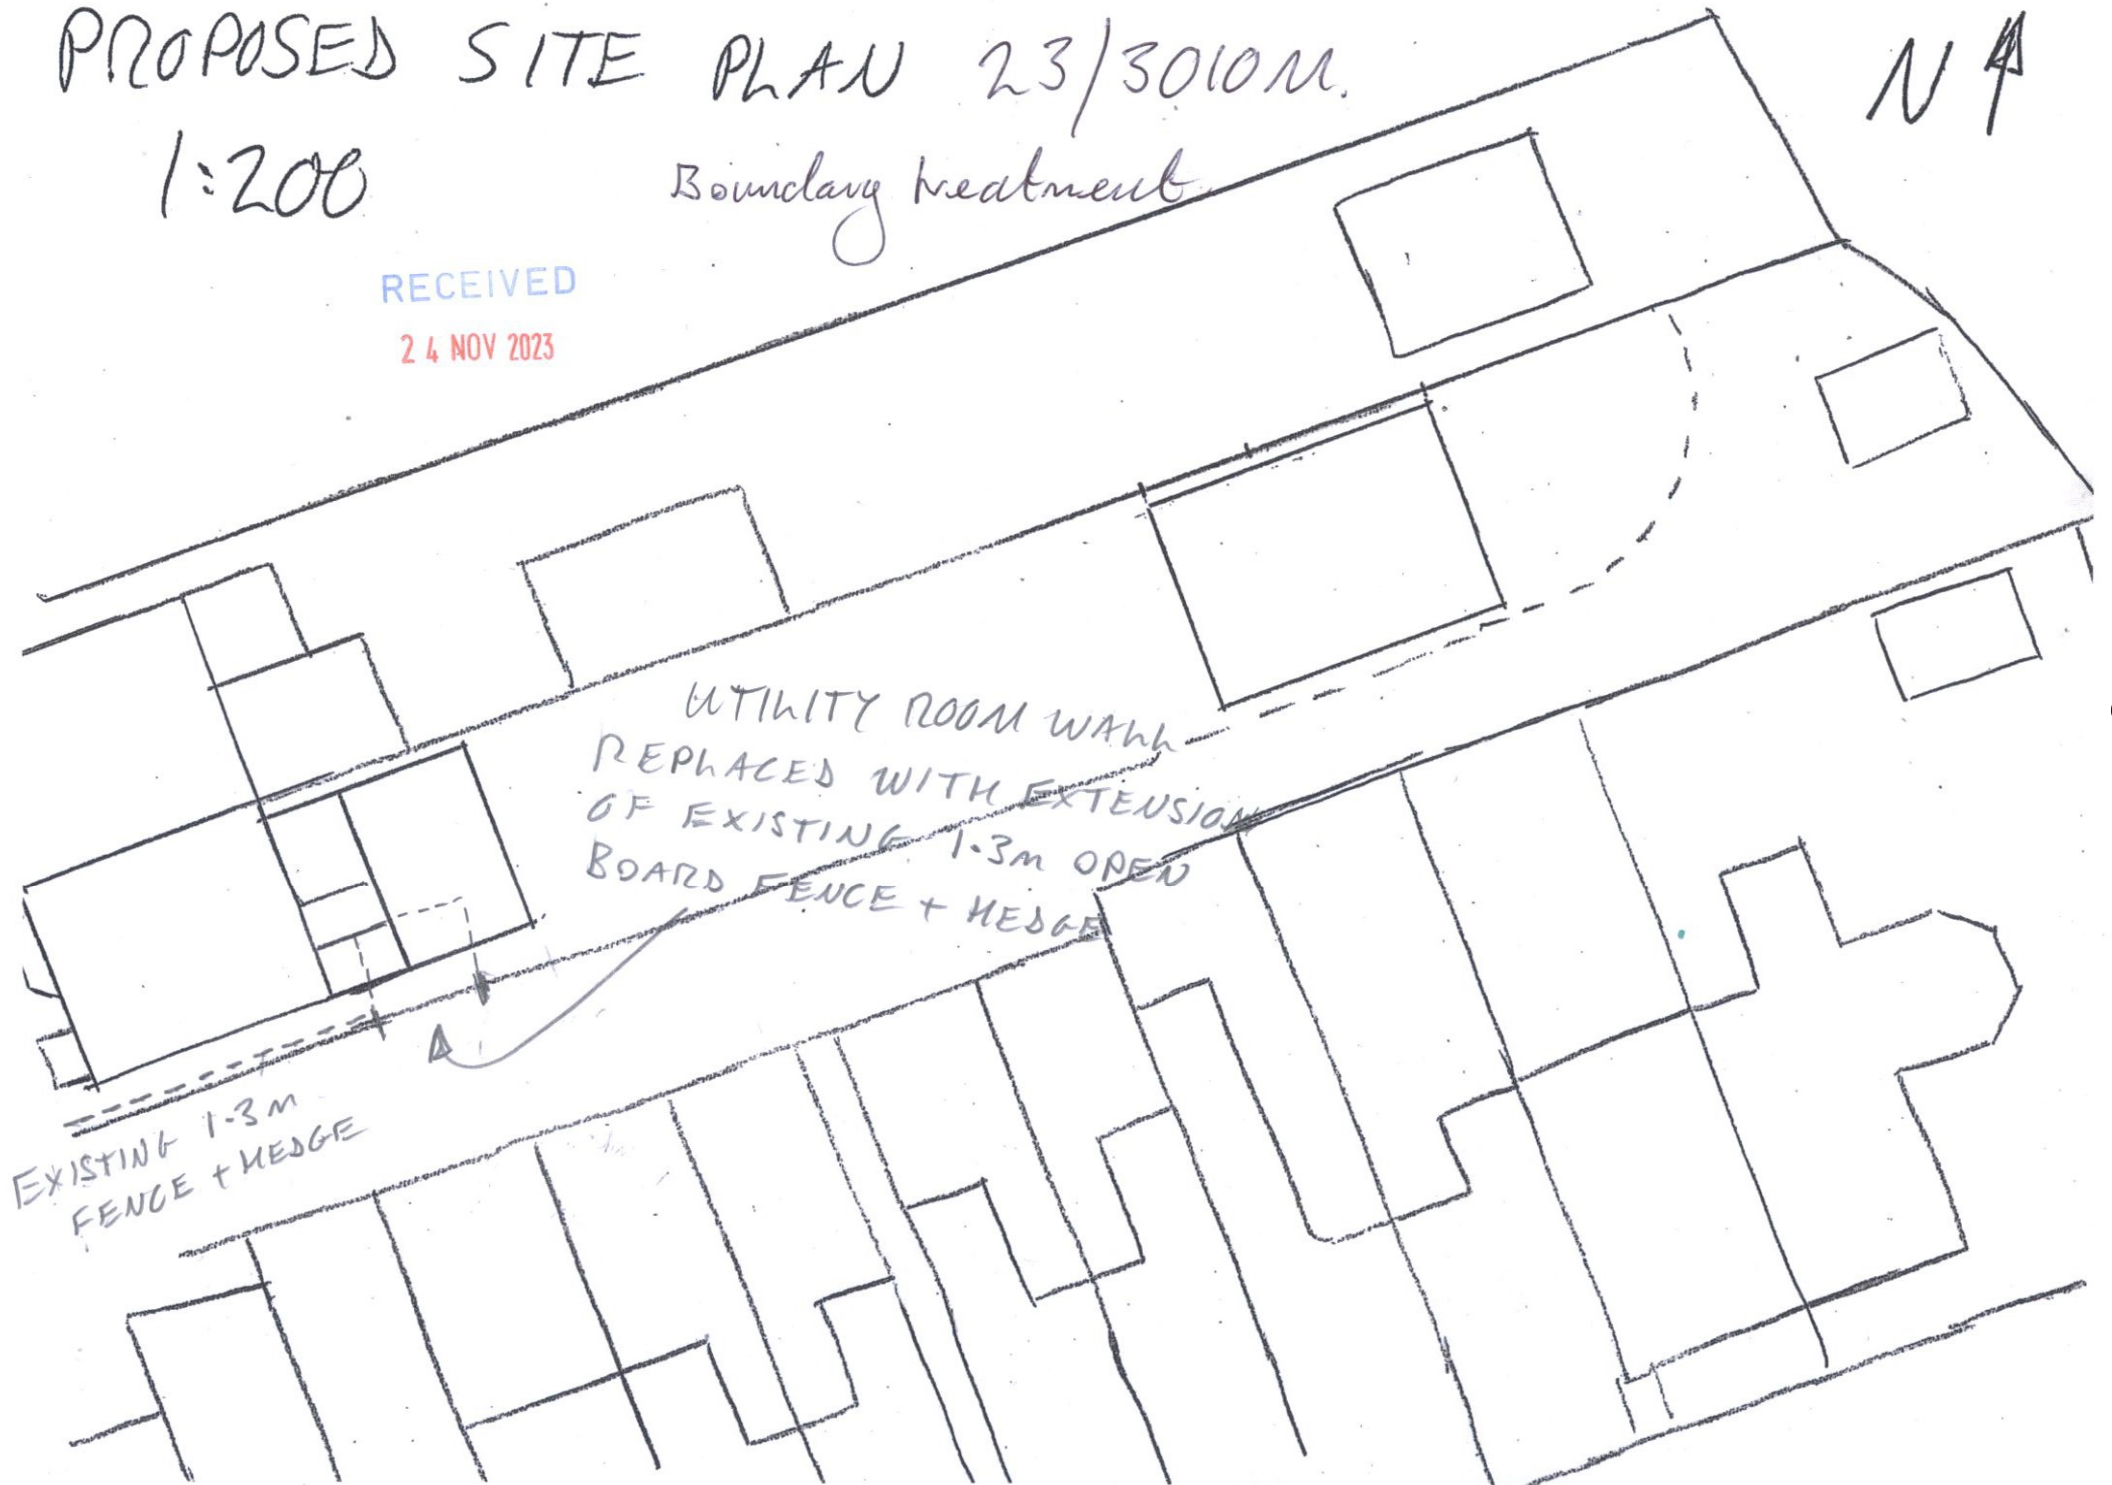 PROPOSED SITE PLAN 23/3010M.
1:200
Boundary treatment
N
RECEIVED
24 NOV 2023
UTILITY ROOM WALL
REPLACED WITH EXTENSION
OF EXISTING 1.3m OPEN
BOARD FENCE + HEDGE
EXISTING 1.3m
FENCE + HEDGE